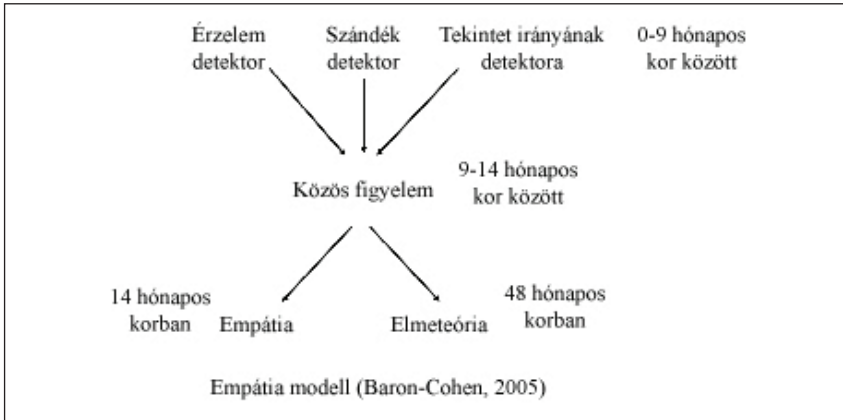 Érzelem
detektor
Szándék
detektor
Tekintet irányának
detektora
0-9 hónapos
kor között
Közös figyelem
9-14 hónapos
kor között
14 hónapos
korban
Empátia
Elmeteória
48 hónapos
korban
Empátia modell (Baron-Cohen, 2005)